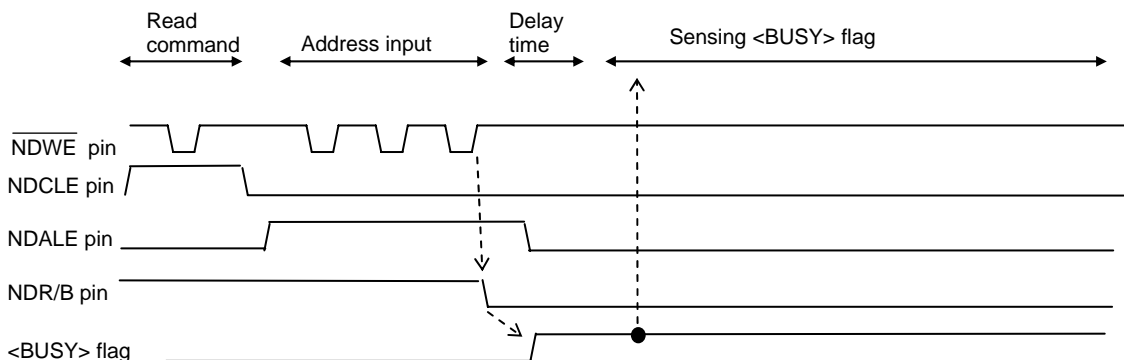 Read
command
Address input
Delay
time
Sensing <BUSY> flag
NDWE pin
NDCLE pin
NDALE pin
NDR/B pin
<BUSY> flag